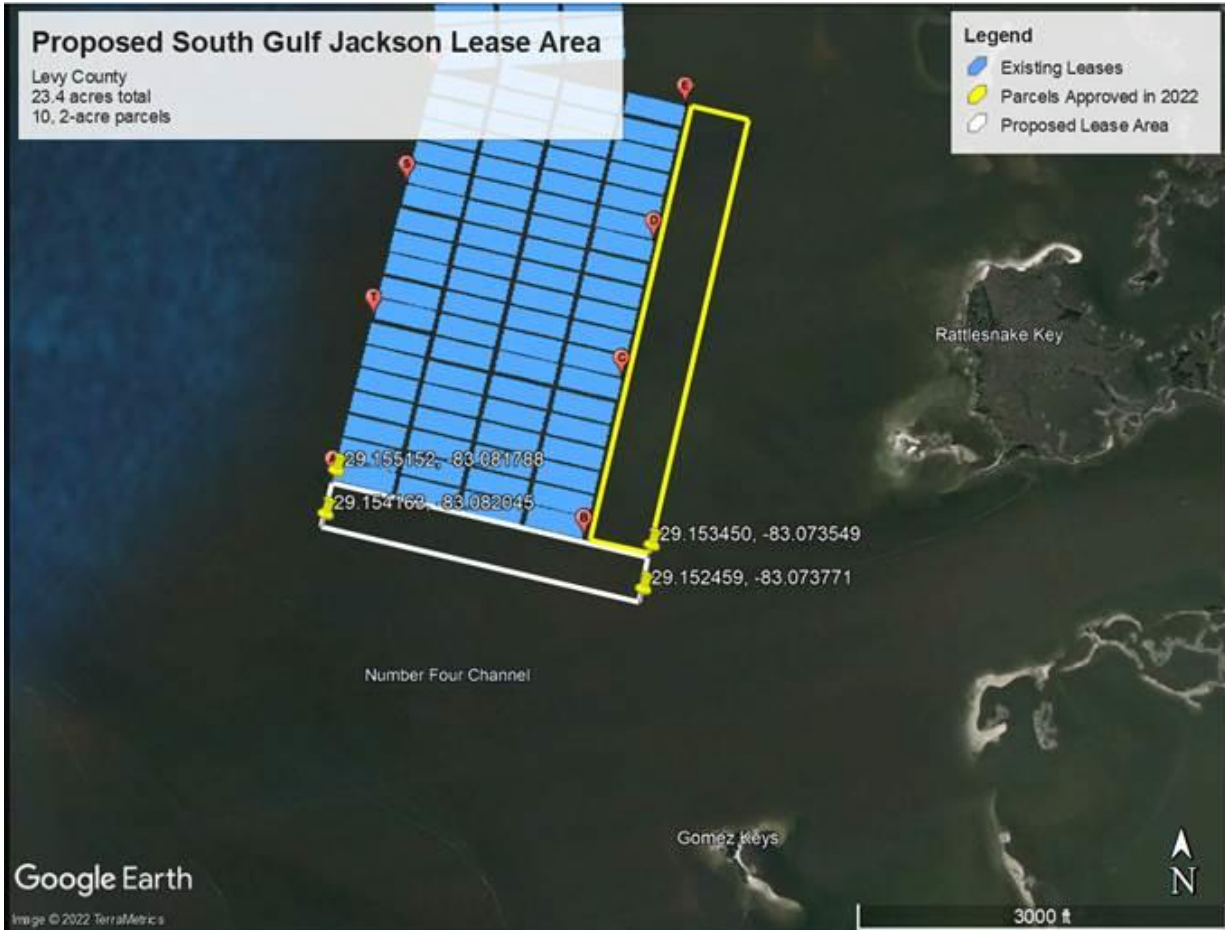 Proposed South Gulf Jackson Lease Area
Levy County
23.4 acres total
10, 2-acre parcels
Legend
Existing Leases
Parcels Approved in 2022
Proposed Lease Area
E
S
D
Rattlesnake Key
T
C
29.155152, -83.081788
29.154163, -83.082045
B
29.153450, -83.073549
29.152459, -83.073771
Number Four Channel
Gomez Keys
Google Earth
N
Image © 2022 TerraMetrics
3000 ft